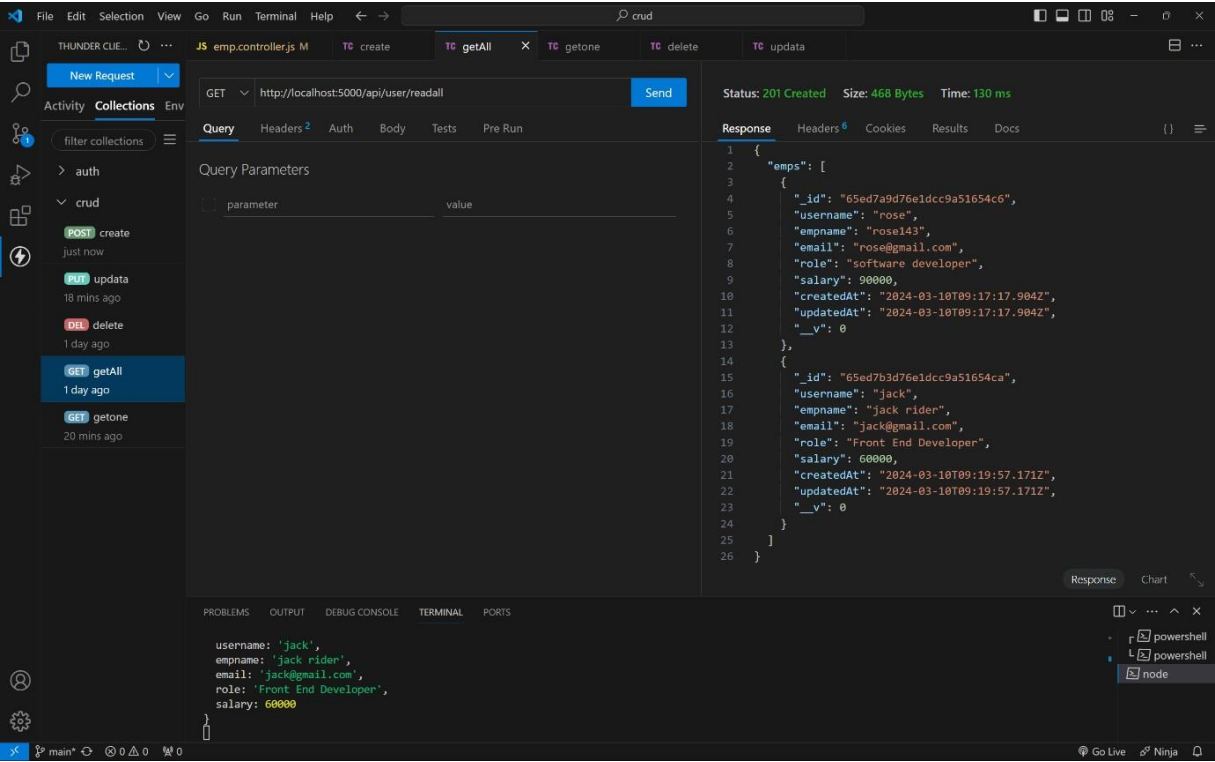 File Edit Selection View Go Run Terminal Help crud
THUNDER CLIE... ...
New Request
Activity Collections Env
filter collections
auth
crud
POST create
just now
PUT updata
18 mins ago
DEL delete
1 day ago
GET getAll
1 day ago
GET getone
20 mins ago
JS emp.controller.js M TC create TC getAll TC getone TC delete TC updata
GET http://localhost:5000/api/user/readall Send
Query Headers 2 Auth Body Tests Pre Run
Query Parameters
parameter value
Status: 201 Created Size: 468 Bytes Time: 130 ms
Response Headers 6 Cookies Results Docs {}
1 {
2 "emps": [
3 {
4 "_id": "65ed7a9d76e1dcc9a51654c6",
5 "username": "rose",
6 "empname": "rose143",
7 "email": "rose@gmail.com",
8 "role": "software developer",
9 "salary": 90000,
10 "createdAt": "2024-03-10T09:17:17.904Z",
11 "updatedAt": "2024-03-10T09:17:17.904Z",
12 "__v": 0
13 },
14 {
15 "_id": "65ed7b3d76e1dcc9a51654ca",
16 "username": "jack",
17 "empname": "jack rider",
18 "email": "jack@gmail.com",
19 "role": "Front End Developer",
20 "salary": 60000,
21 "createdAt": "2024-03-10T09:19:57.171Z",
22 "updatedAt": "2024-03-10T09:19:57.171Z",
23 "__v": 0
24 }
25 ]
26 }
Response Chart
PROBLEMS OUTPUT DEBUG CONSOLE TERMINAL PORTS
username: 'jack',
empname: 'jack rider',
email: 'jack@gmail.com',
role: 'Front End Developer',
salary: 60000
}
powershell
powershell
node
main* 0 0 0 Go Live Ninja